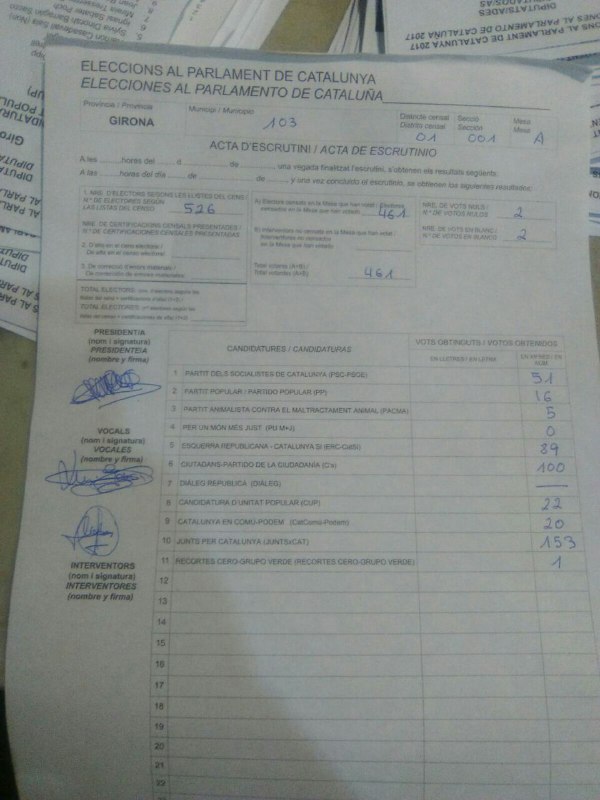 ELECCIONS AL PARLAMENT DE CATALUNYA
ELECCIONES AL PARLAMENTO DE CATALUÑA
Província / Provincia
GIRONA
Municipi / Municipio
103
Districte censal
Distrito censal
01
Secció
Sección
001
Mesa
Mesa
A
ACTA D'ESCRUTINI / ACTA DE ESCRUTINIO
A les ......hores del .... d ........... de ........, una vegada finalitzat l'escrutini, s'obtenen els resultats següents:
A las ......horas del día ..... de ........... de ........ y una vez concluido el escrutinio, se obtienen los siguientes resultados:
1. NRE. D'ELECTORS SEGONS LES LLISTES DEL CENS /
N.º DE ELECTORES SEGÚN
LAS LISTAS DEL CENSO 526
NRE. DE CERTIFICACIONS CENSALS PRESENTADES /
N.º DE CERTIFICACIONES CENSALES PRESENTADAS
2. D'alta en el cens electoral /
De alta en el censo electoral
3. De correcció d'errors materials /
De corrección de errores materiales
TOTAL ELECTORS:
TOTAL ELECTORES:
A) Electors censats en la Mesa que han votat / Electores
censados en la Mesa que han votado 461
B) Interventors no censats en la Mesa que han votat /
Interventores no censados
en la Mesa que han votado
Total votants (A+B) /
Total votantes (A+B) 461
NRE. DE VOTS NULS /
N.º DE VOTOS NULOS 2
NRE. DE VOTS EN BLANC /
N.º DE VOTOS EN BLANCO 2
PRESIDENT/A
(nom i signatura)
PRESIDENTE/A
(nombre y firma)
VOCALS
(nom i signatura)
VOCALES
(nombre y firma)
INTERVENTORS
(nom i signatura)
INTERVENTORES
(nombre y firma)
CANDIDATURES / CANDIDATURAS
VOTS OBTINGUTS / VOTOS OBTENIDOS
EN LLETRES / EN LETRA
EN XIFRES / EN NÚM.
1 PARTIT DELS SOCIALISTES DE CATALUNYA (PSC-PSOE) 51
2 PARTIT POPULAR / PARTIDO POPULAR (PP) 16
3 PARTIT ANIMALISTA CONTRA EL MALTRACTAMENT ANIMAL (PACMA) 5
4 PER UN MÓN MÉS JUST (PU M+J) 0
5 ESQUERRA REPUBLICANA - CATALUNYA SÍ (ERC-CatSí) 89
6 CIUTADANS-PARTIDO DE LA CIUDADANÍA (C's) 100
7 DIÀLEG REPUBLICÀ (DIÀLEG) —
8 CANDIDATURA D'UNITAT POPULAR (CUP) 22
9 CATALUNYA EN COMÚ-PODEM (CatComú-Podem) 20
10 JUNTS PER CATALUNYA (JUNTSxCAT) 153
11 RECORTES CERO-GRUPO VERDE (RECORTES CERO-GRUPO VERDE) 1
12
13
14
15
16
17
18
19
20
21
22